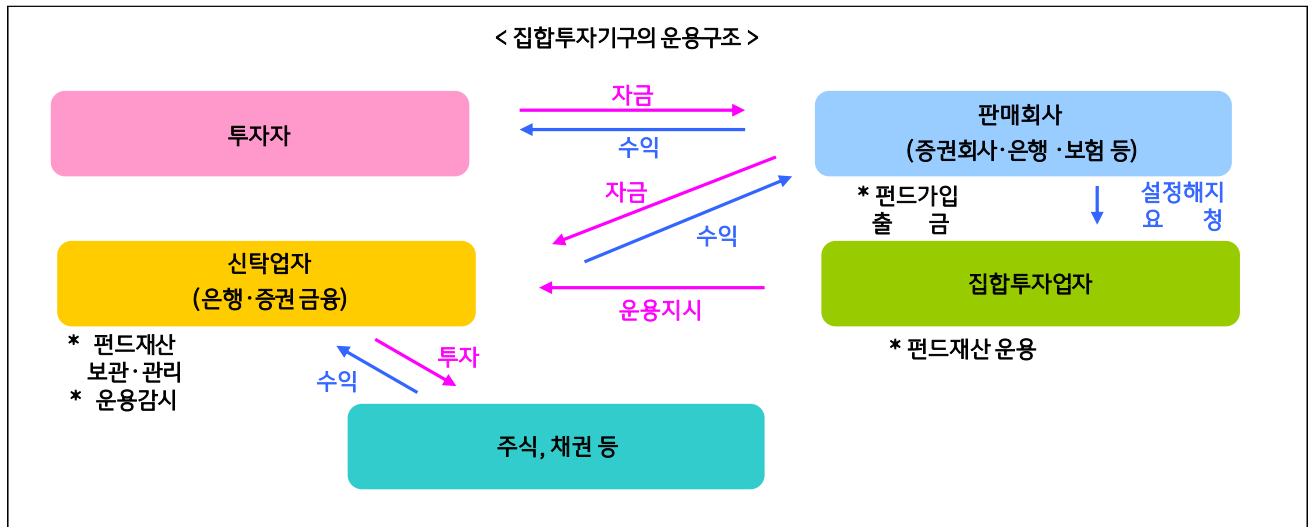 < 집합투자기구의 운용구조 >
투자자
자금
수익
판매회사
(증권회사·은행 ·보험 등)
자금
수익
* 펀드가입
출 금
설정해지
요 청
신탁업자
(은행·증권 금융)
운용지시
집합투자업자
* 펀드재산
보관·관리
* 운용감시
* 펀드재산 운용
투자
수익
주식, 채권 등